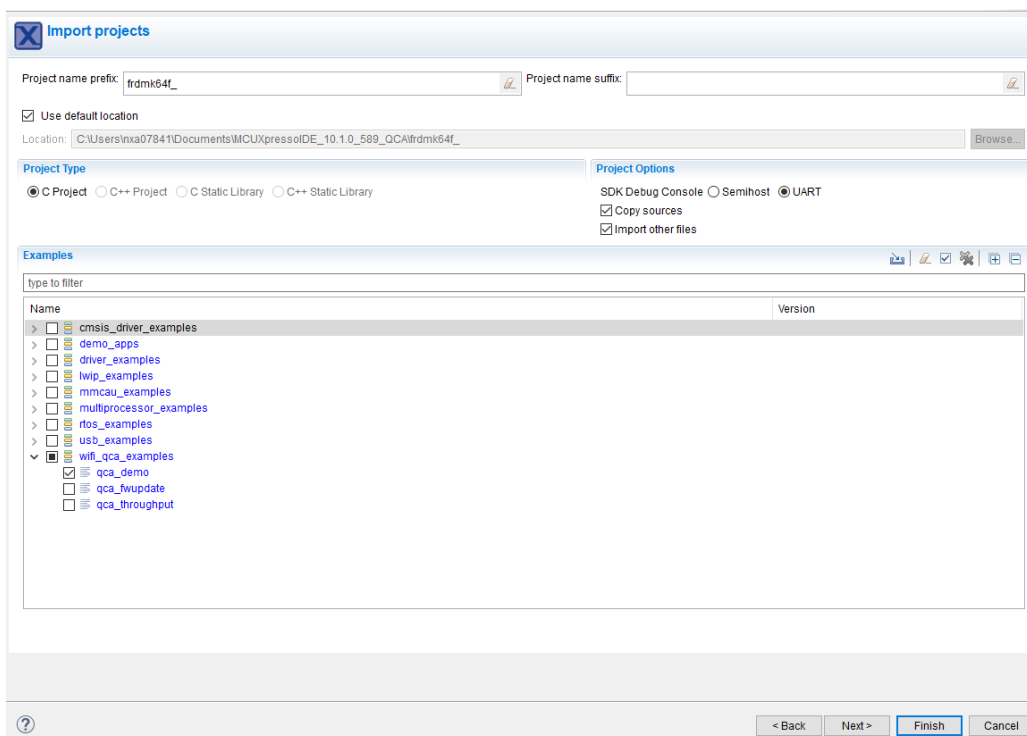 Import projects
Project name prefix: frdmk64f_ Project name suffix:
Use default location
Location: C:\Users\nxa07841\Documents\MCUXpressoIDE_10.1.0_589_QCA\frdmk64f_ Browse...
Project Type Project Options
C Project C++ Project C Static Library C++ Static Library SDK Debug Console Semihost UART
Copy sources
Import other files
Examples
type to filter
Name Version
cmsis_driver_examples
demo_apps
driver_examples
lwip_examples
mmcau_examples
multiprocessor_examples
rtos_examples
usb_examples
wifi_qca_examples
qca_demo
qca_fwupdate
qca_throughput
< Back Next > Finish Cancel